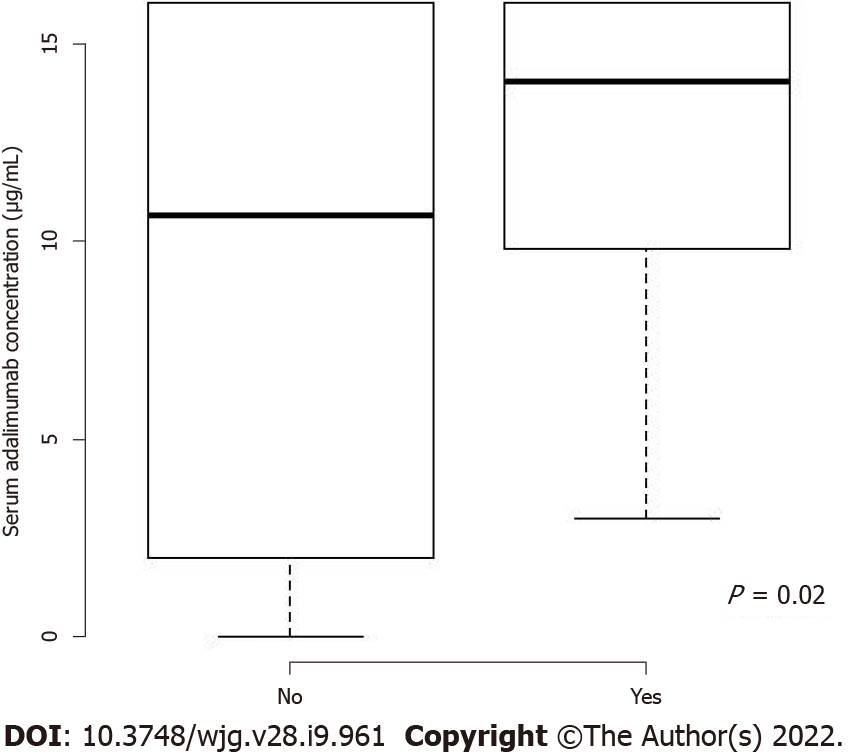 15
10
5
0
Serum adalimumab concentration (µg/mL)
P = 0.02
No Yes
DOI: 10.3748/wjg.v28.i9.961 Copyright ©The Author(s) 2022.